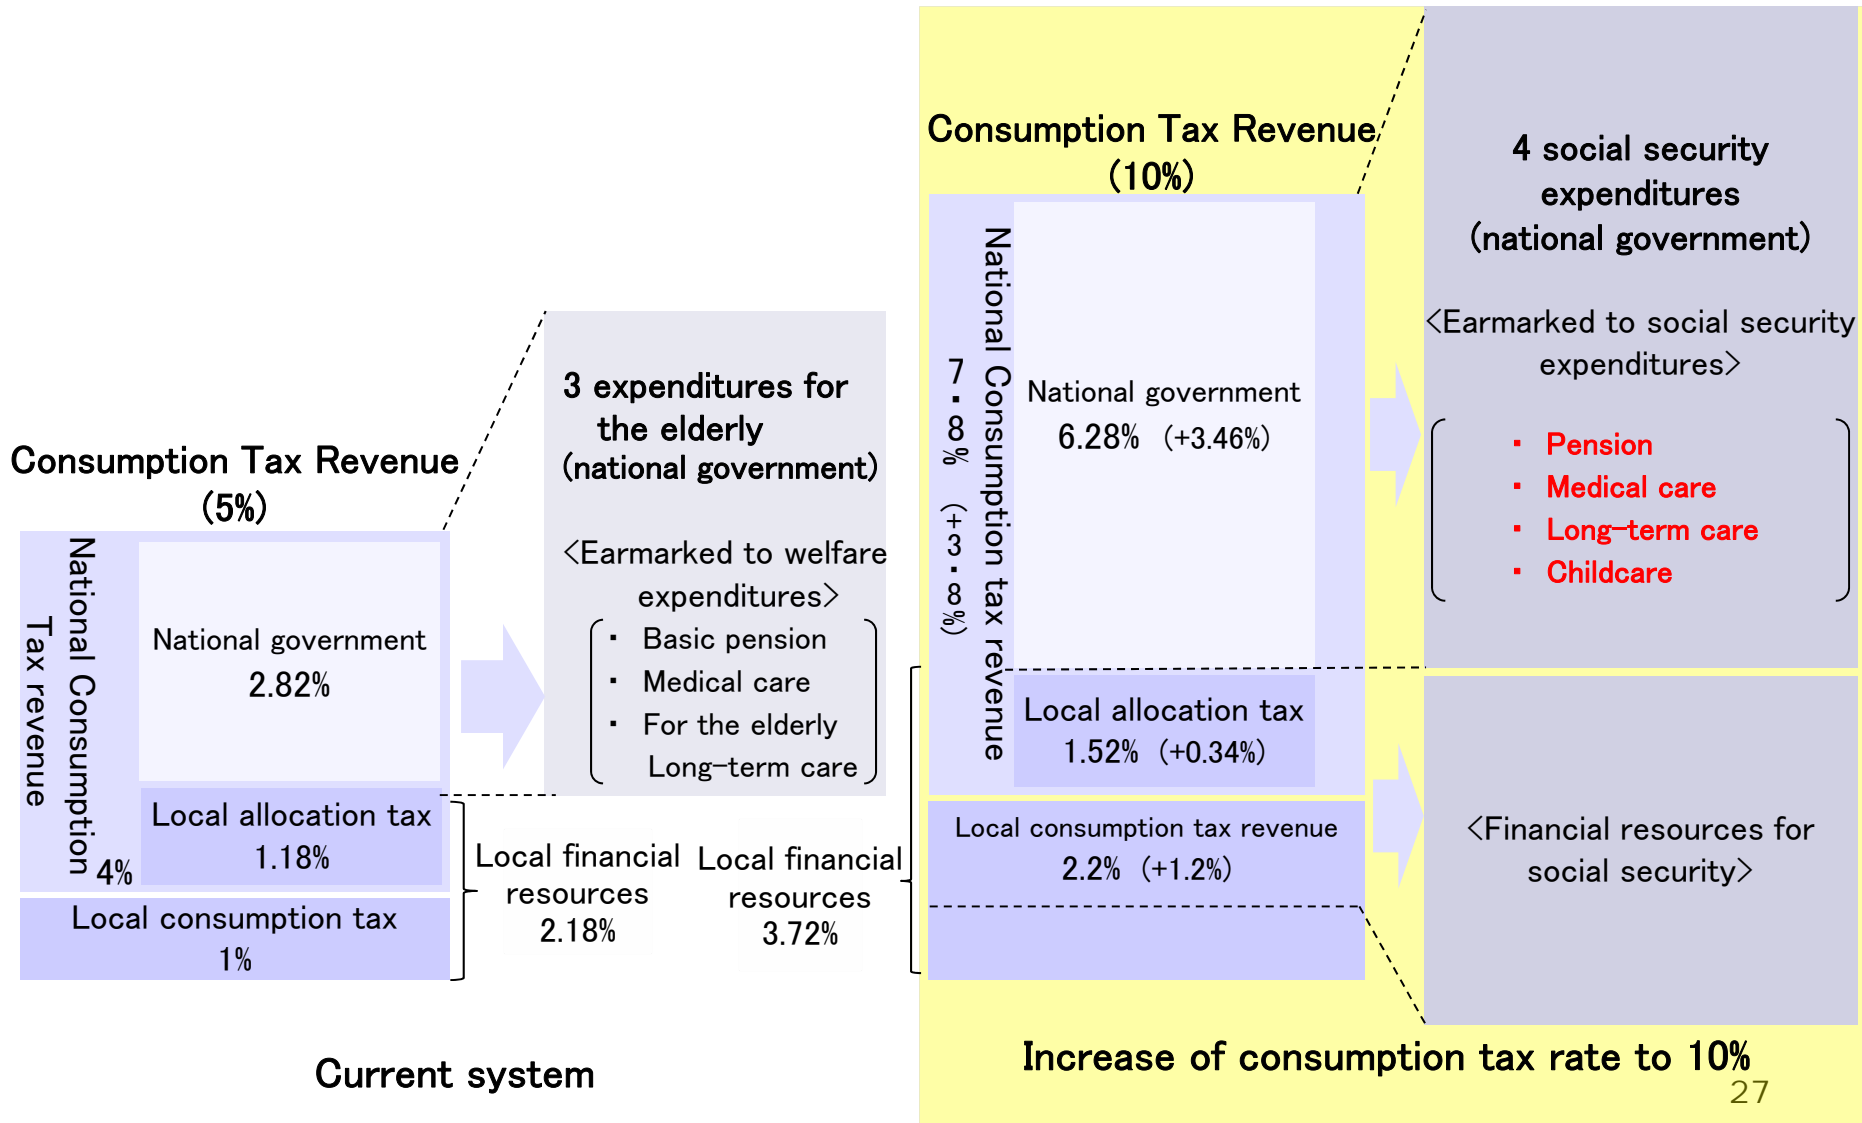 Consumption Tax Revenue
(5%)
National Consumption
Tax revenue
4%
National government
2.82%
Local allocation tax
1.18%
Local consumption tax
1%
3 expenditures for
the elderly
(national government)
<Earmarked to welfare
expenditures>
・ Basic pension
・ Medical care
・ For the elderly
Long-term care
Local financial
resources
2.18%
Current system
Local financial
resources
3.72%
Consumption Tax Revenue
(10%)
National Consumption tax revenue
7・8% (+3・8%)
National government
6.28% (+3.46%)
Local allocation tax
1.52% (+0.34%)
Local consumption tax revenue
2.2% (+1.2%)
4 social security
expenditures
(national government)
<Earmarked to social security
expenditures>
・ Pension
・ Medical care
・ Long-term care
・ Childcare
<Financial resources for
social security>
Increase of consumption tax rate to 10%
27